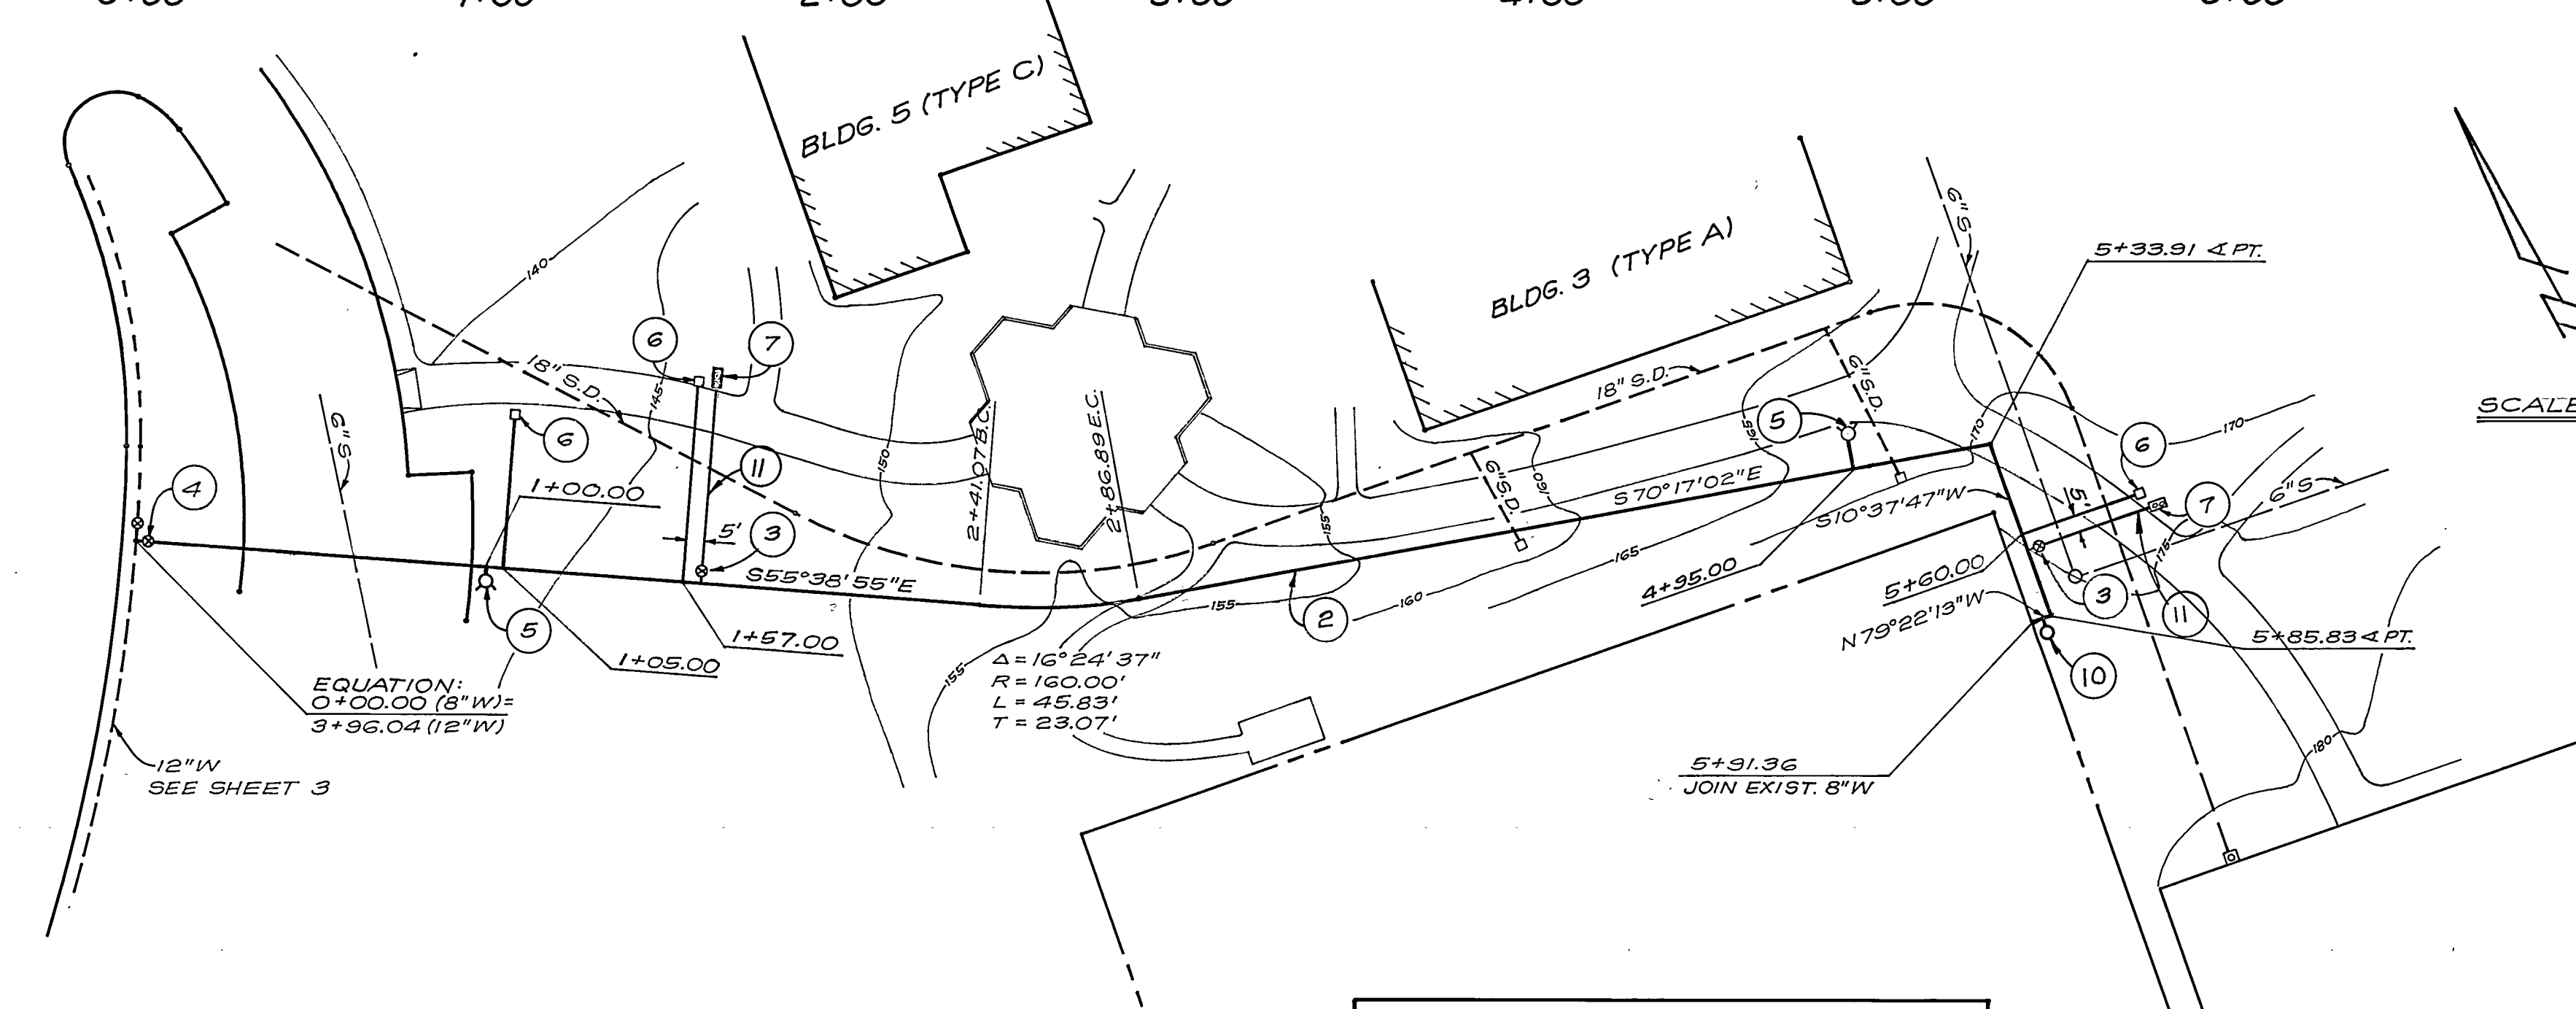 BLDG. 5 (TYPE C)
BLDG. 3 (TYPE A)
6"S
5+33.91 ∡ PT.
140
6
7
18" S.D.
145
6"S
6
11
1+00.00
4
5'
3
150
2+41.07 B.C.
2+86.89 E.C.
S55°38'55"E
5
1+57.00
1+05.00
EQUATION:
0+00.00 (8"W)=
3+96.04 (12"W)
12"W
SEE SHEET 3
Δ = 16°24'37"
R = 160.00'
L = 45.83'
T = 23.07'
155
155
155
2
160
160
165
165
18" S.D.
6"S.D.
6"S.D.
5
S70°17'02"E
170
170
S10°37'47"W
6
5'
7
6"S
175
4+95.00
5+60.00
N79°22'13"W
3
11
5+85.83 ∡ PT.
10
5+91.36
JOIN EXIST. 8"W
180
SCALE